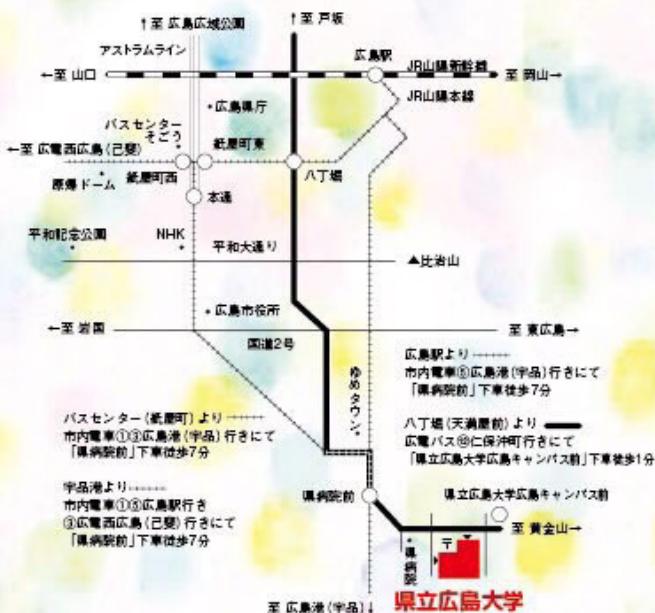 ↑至 広島広域公園
↑至 戸坂
アストラムライン
広島駅
JR山陽新幹線
←至 山口
至 岡山→
JR山陽本線
広島県庁
バスセンター
そごう
紙屋町東
←至 広電西広島(己斐)
原爆ドーム
紙屋町西
八丁堀
本通
平和記念公園
NHK
平和大通り
▲比治山
広島市役所
←至 岩国
国道2号
至 東広島→
ゆめタウン
広島駅より
市内電車⑤広島港(宇品)行きにて
「県病院前」下車徒歩7分
バスセンター(紙屋町)より
市内電車①③広島港(宇品)行きにて
「県病院前」下車徒歩7分
八丁堀(天満屋前)より
仁保沖町行きにて
「県立広島大学広島キャンパス前」下車徒歩1分
宇品港より
市内電車①⑤広島駅行き
③広電西広島(己斐)行きにて
「県病院前」下車徒歩7分
県病院前
県立広島大学広島キャンパス前
至 黄金山→
〒
県病院
県立広島大学
至 広島港(宇品)↓